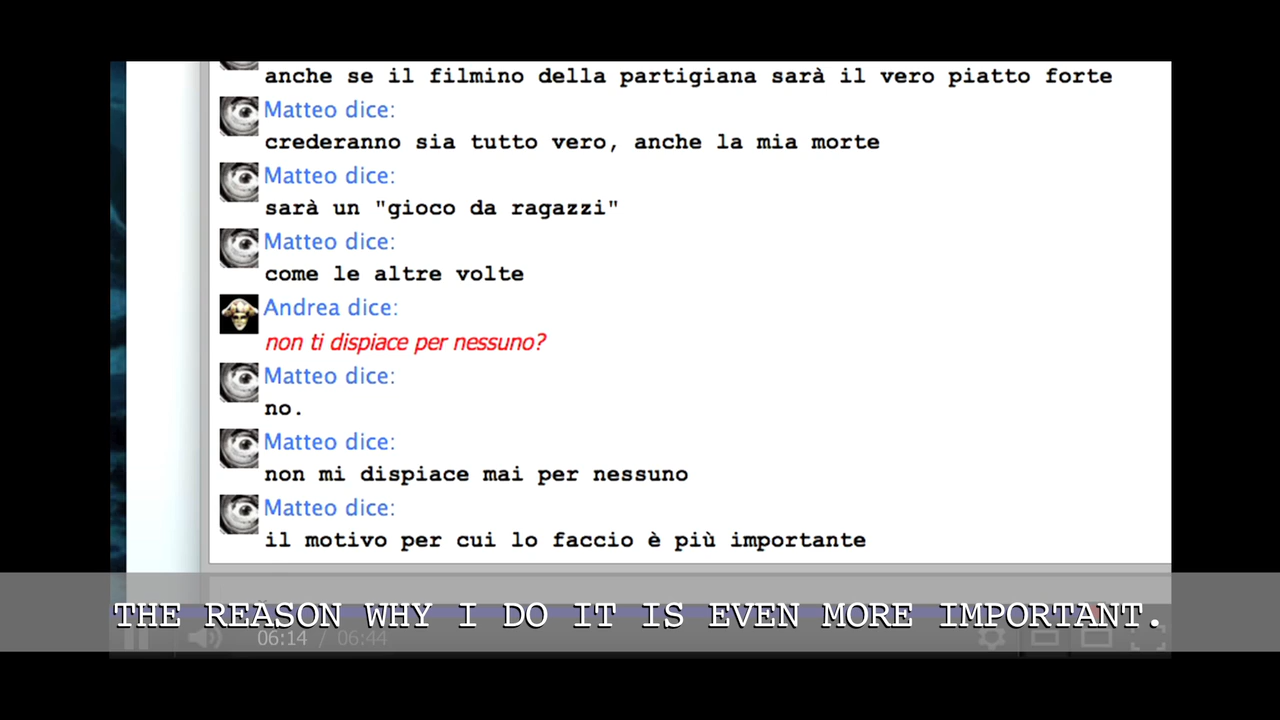 anche se il filmino della partigiana sarà il vero piatto forte
Matteo dice:
crederanno sia tutto vero, anche la mia morte
Matteo dice:
sarà un "gioco da ragazzi"
Matteo dice:
come le altre volte
Andrea dice:
non ti dispiace per nessuno?
Matteo dice:
no.
Matteo dice:
non mi dispiace mai per nessuno
Matteo dice:
il motivo per cui lo faccio è più importante
THE REASON WHY I DO IT IS EVEN MORE IMPORTANT.
06:14 / 06:44